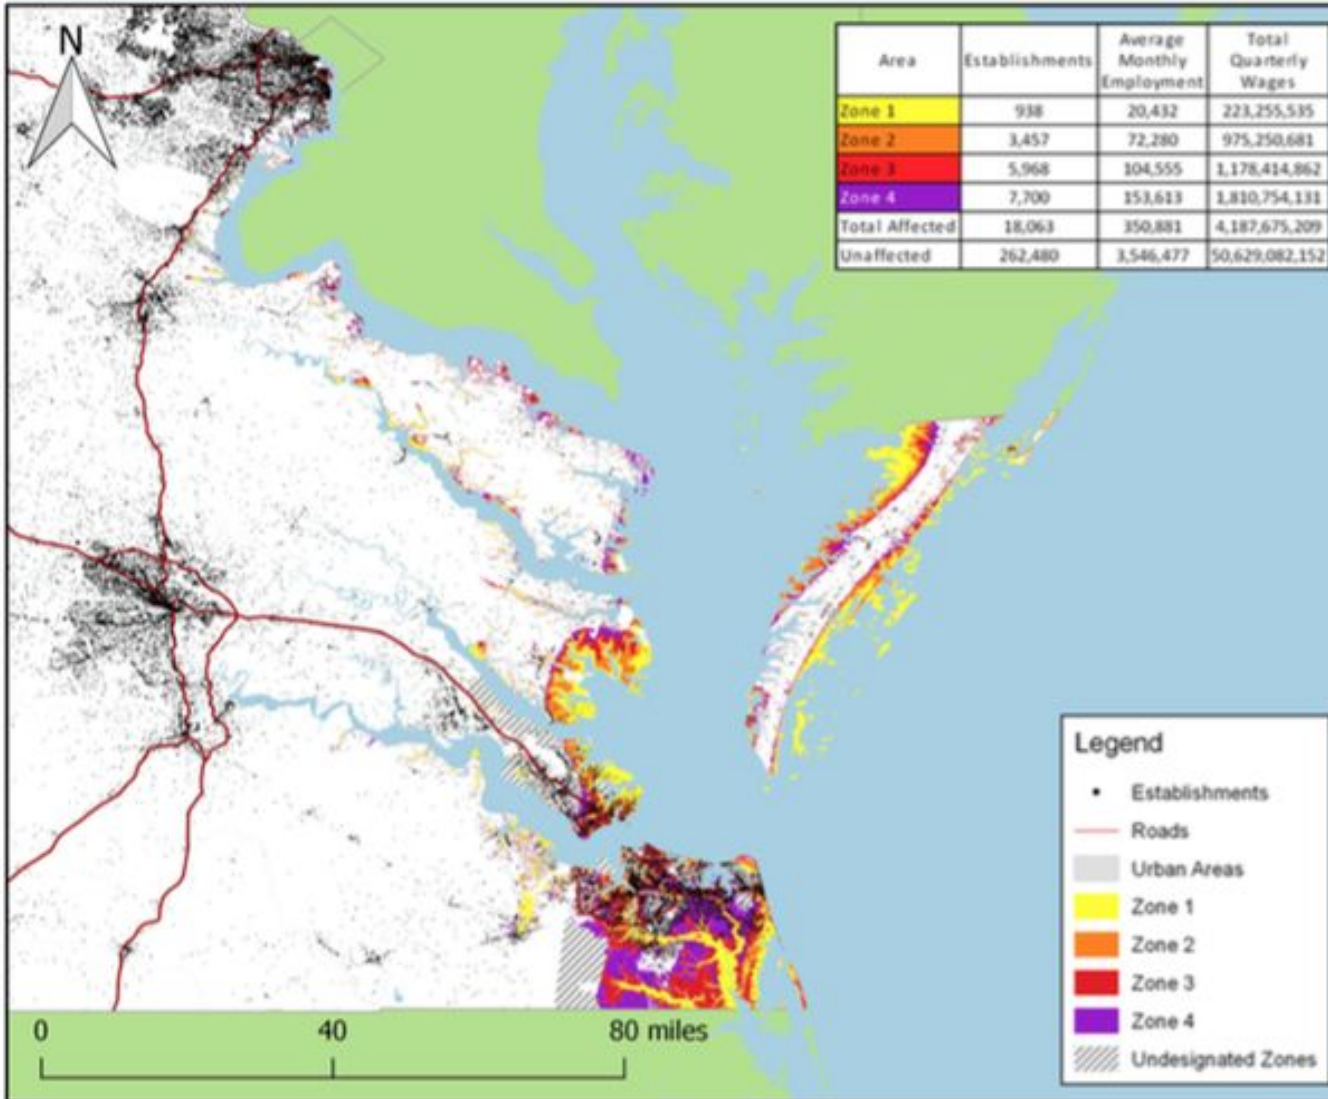 N
Area Establishments Average Monthly Employment Total Quarterly Wages
Zone 1 938 20,432 223,255,535
Zone 2 3,457 72,280 975,250,681
Zone 3 5,968 104,555 1,178,414,862
Zone 4 7,700 153,613 1,810,754,131
Total Affected 18,063 350,881 4,187,675,209
Unaffected 262,480 3,546,477 50,629,082,152
Legend
Establishments
Roads
Urban Areas
Zone 1
Zone 2
Zone 3
Zone 4
Undesignated Zones
0 40 80 miles